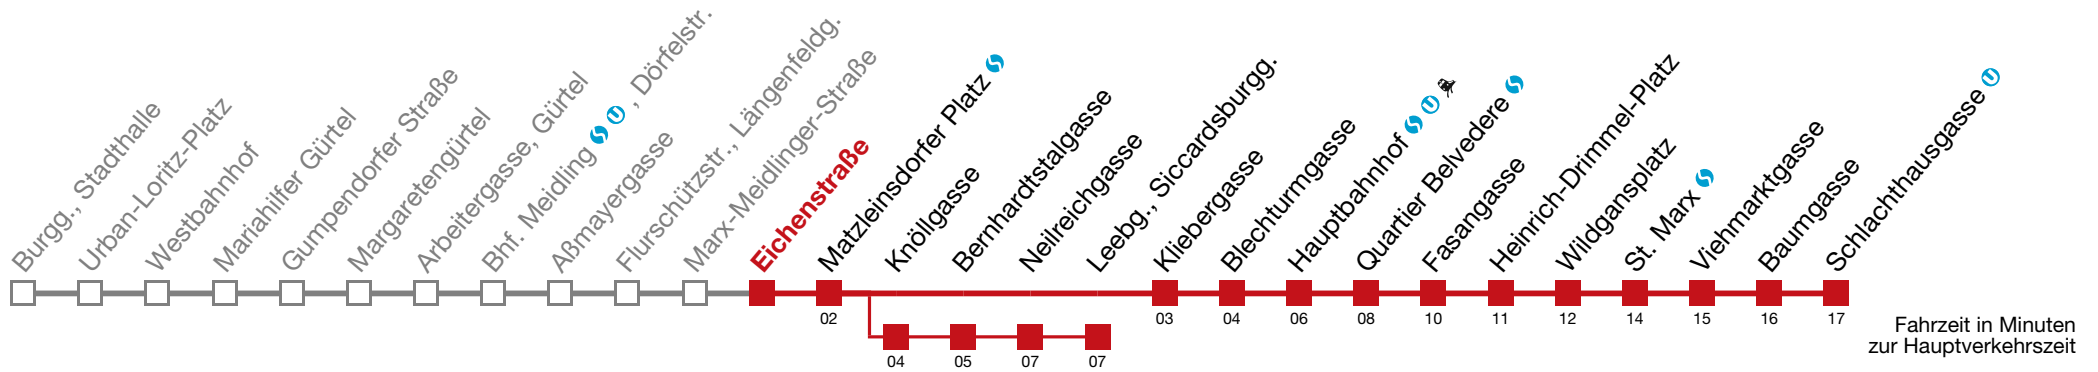 Burgg., Stadthalle
Urban-Loritz-Platz
Westbahnhof
Mariahilfer Gürtel
Gumpendorfer Straße
Margaretengürtel
Arbeitergasse, Gürtel
Bhf. Meidling S U , Dörfelstr.
Aßmayergasse
Flurschützstr., Längenfeldg.
Marx-Meidlinger-Straße
Eichenstraße
Matzleinsdorfer Platz S
Knöllgasse
Bernhardtstalgasse
Neilreichgasse
Leebg., Siccardsburgg.
Kliebergasse
Blechturmgasse
Hauptbahnhof S U
Quartier Belvedere S
Fasangasse
Heinrich-Drimmel-Platz
Wildgansplatz
St. Marx S
Viehmarktgasse
Baumgasse
Schlachthausgasse U
02 03 04 06 08 10 11 12 14 15 16 17
04 05 07 07
Fahrzeit in Minuten
zur Hauptverkehrszeit